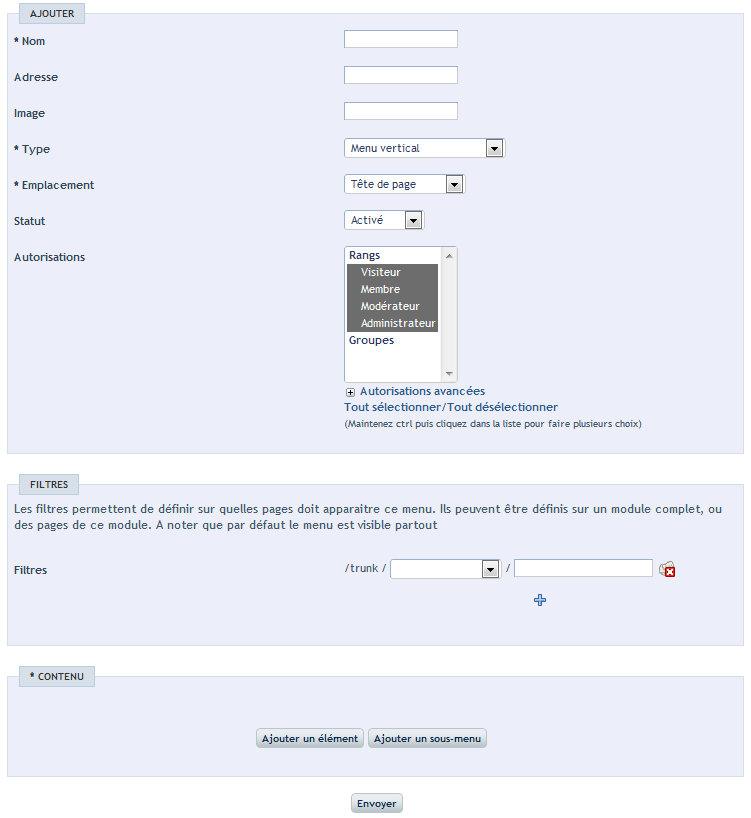 AJOUTER
* Nom
Adresse
Image
* Type Menu vertical
* Emplacement Tête de page
Statut Activé
Autorisations Rangs
Visiteur
Membre
Modérateur
Administrateur
Groupes
Autorisations avancées
Tout sélectionner/Tout désélectionner
(Maintenez ctrl puis cliquez dans la liste pour faire plusieurs choix)
FILTRES
Les filtres permettent de définir sur quelles pages doit apparaitre ce menu. Ils peuvent être définis sur un module complet, ou
des pages de ce module. A noter que par défaut le menu est visible partout
Filtres /trunk / /
* CONTENU
Ajouter un élément Ajouter un sous-menu
Envoyer